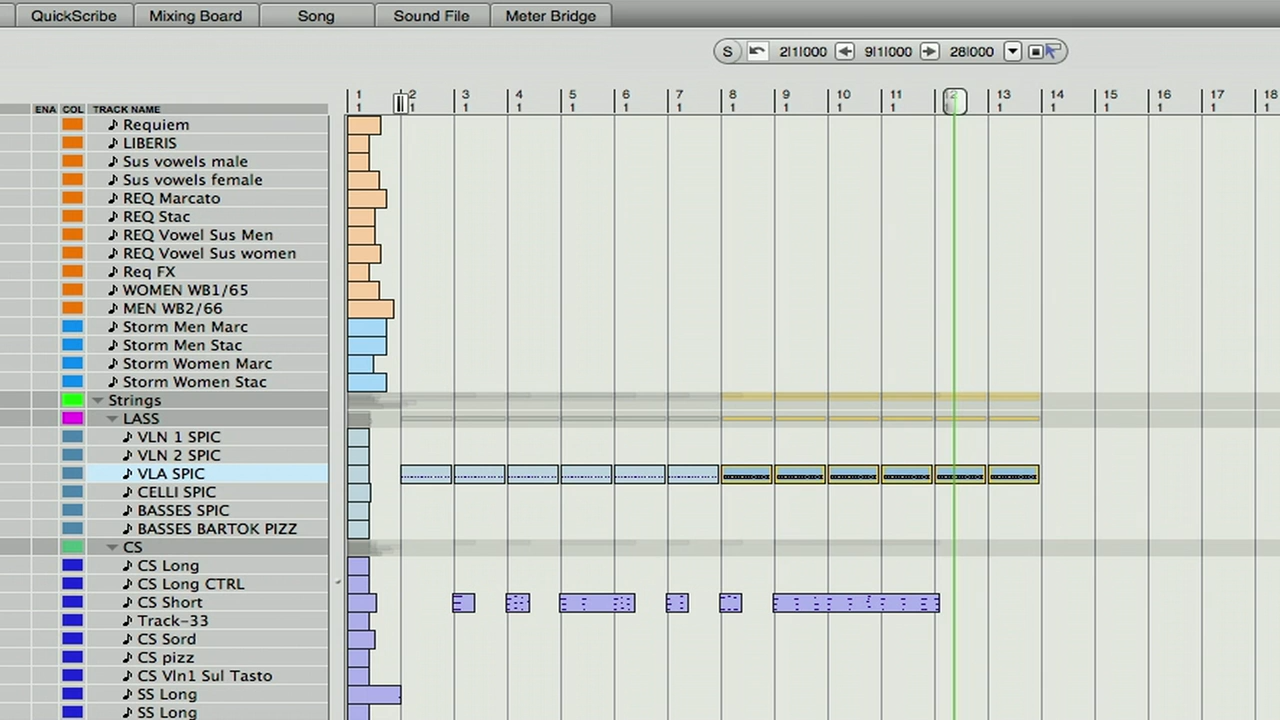 QuickScribe Mixing Board Song Sound File Meter Bridge
S 2|1|000 9|1|000 28|000
1 2 3 4 5 6 7 8 9 10 11 12 13 14 15 16 17 18
1 1 1 1 1 1 1 1 1 1 1 1 1 1 1 1 1
ENA COL TRACK NAME
Requiem
LIBERIS
Sus vowels male
Sus vowels female
REQ Marcato
REQ Stac
REQ Vowel Sus Men
REQ Vowel Sus women
Req FX
WOMEN WB1/65
MEN WB2/66
Storm Men Marc
Storm Men Stac
Storm Women Marc
Storm Women Stac
Strings
LASS
VLN 1 SPIC
VLN 2 SPIC
VLA SPIC
CELLI SPIC
BASSES SPIC
BASSES BARTOK PIZZ
CS
CS Long
CS Long CTRL
CS Short
Track-33
CS Sord
CS pizz
CS Vln1 Sul Tasto
SS Long
SS Long